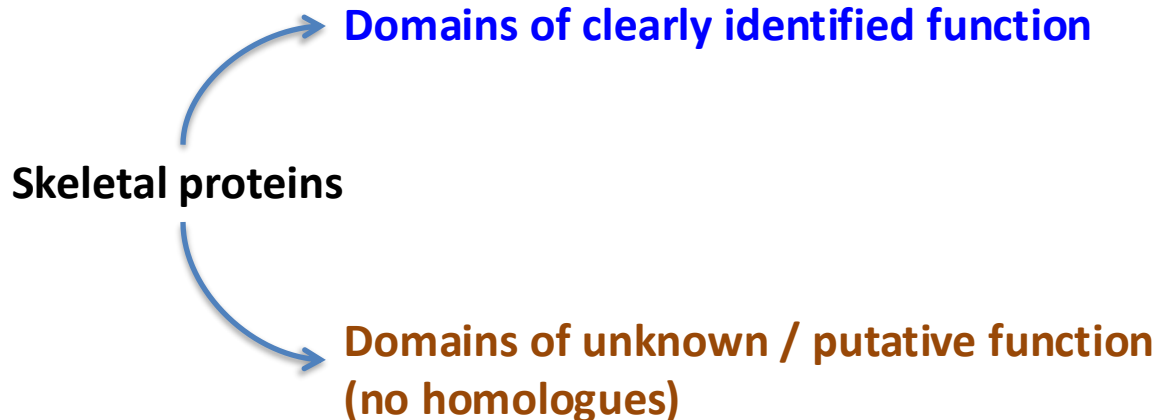 Domains of clearly identified function
Skeletal proteins
Domains of unknown / putative function
(no homologues)